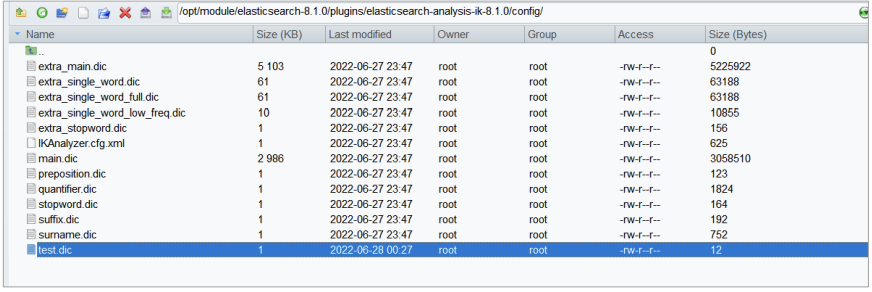 /opt/module/elasticsearch-8.1.0/plugins/elasticsearch-analysis-ik-8.1.0/config/
Name Size (KB) Last modified Owner Group Access Size (Bytes)
.. 0
extra_main.dic 5 103 2022-06-27 23:47 root root -rw-r--r-- 5225922
extra_single_word.dic 61 2022-06-27 23:47 root root -rw-r--r-- 63188
extra_single_word_full.dic 61 2022-06-27 23:47 root root -rw-r--r-- 63188
extra_single_word_low_freq.dic 10 2022-06-27 23:47 root root -rw-r--r-- 10855
extra_stopword.dic 1 2022-06-27 23:47 root root -rw-r--r-- 156
IKAnalyzer.cfg.xml 1 2022-06-27 23:47 root root -rw-r--r-- 625
main.dic 2 986 2022-06-27 23:47 root root -rw-r--r-- 3058510
preposition.dic 1 2022-06-27 23:47 root root -rw-r--r-- 123
quantifier.dic 1 2022-06-27 23:47 root root -rw-r--r-- 1824
stopword.dic 1 2022-06-27 23:47 root root -rw-r--r-- 164
suffix.dic 1 2022-06-27 23:47 root root -rw-r--r-- 192
surname.dic 1 2022-06-27 23:47 root root -rw-r--r-- 752
test.dic 1 2022-06-28 00:27 root root -rw-r--r-- 12